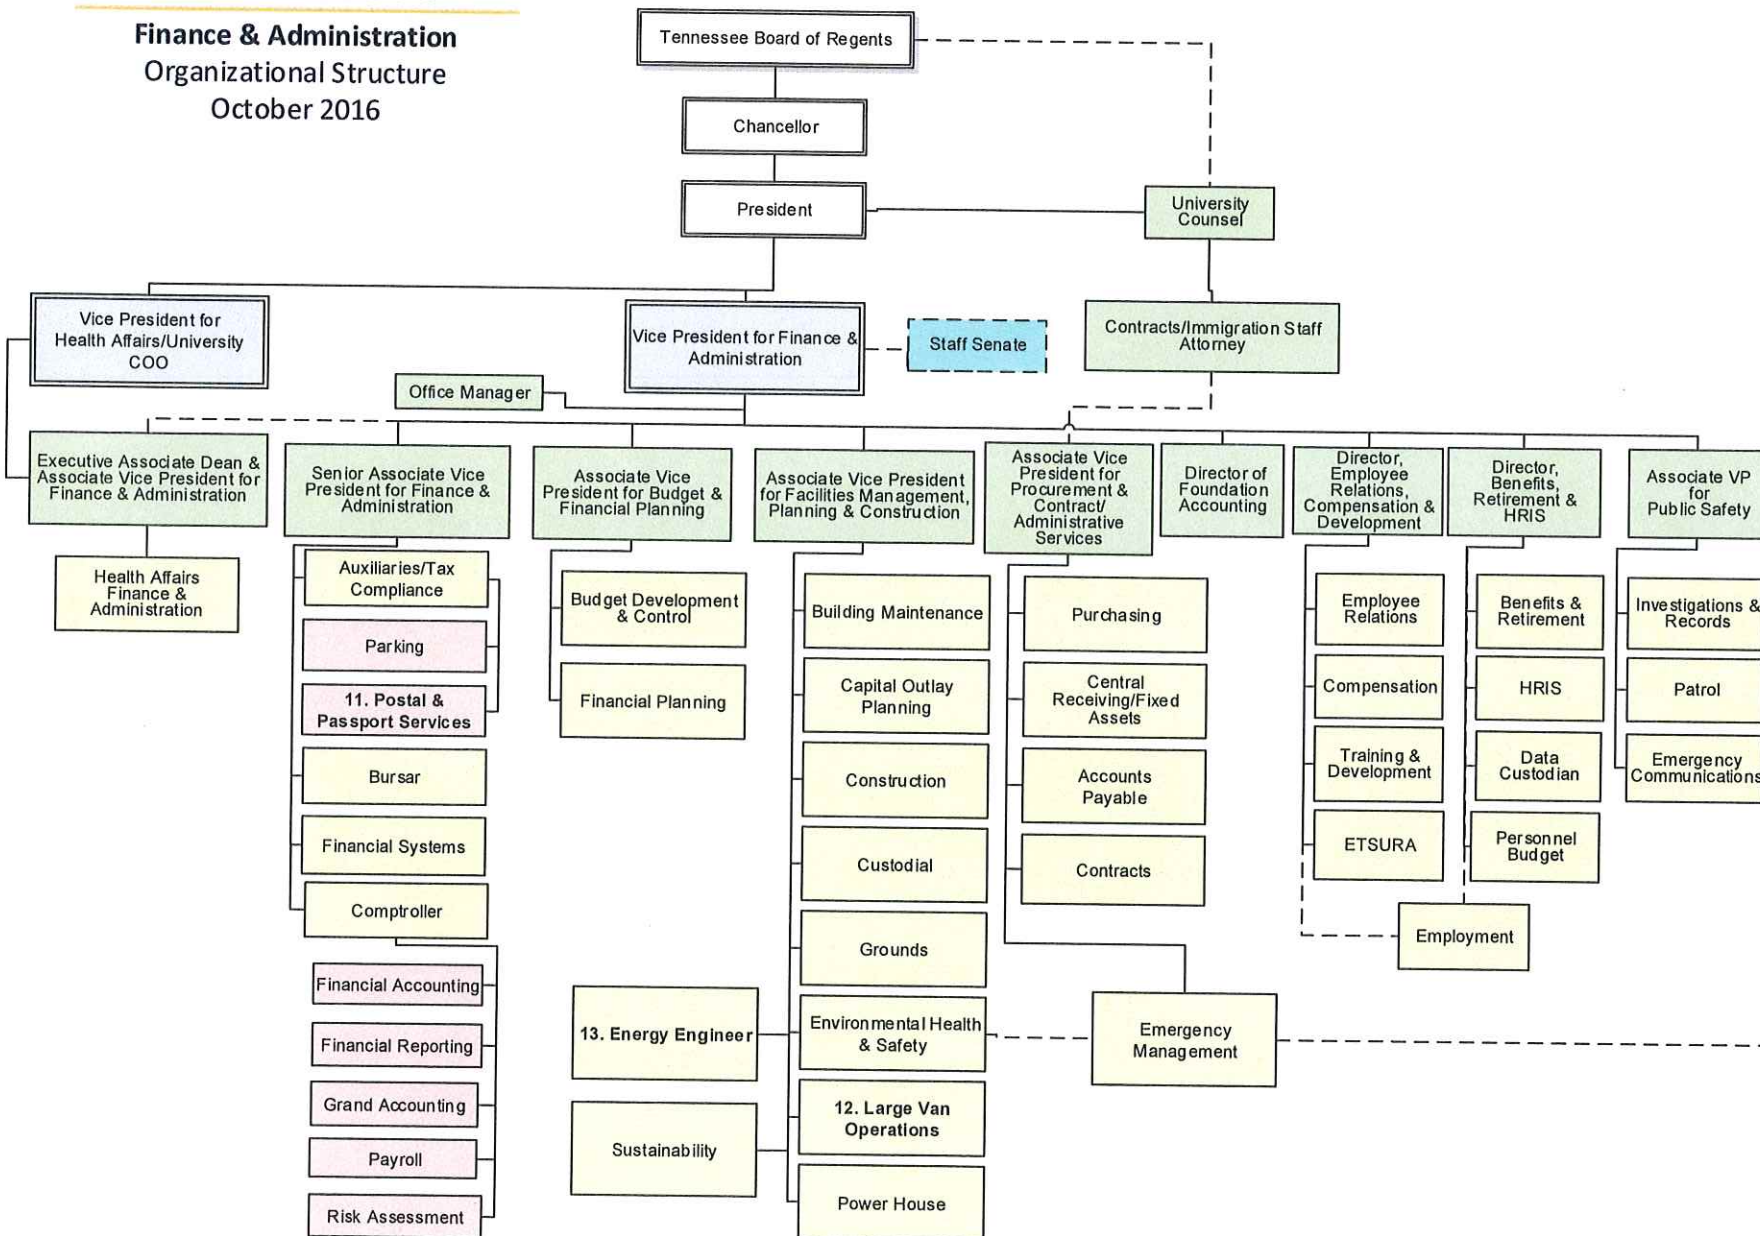 Finance & Administration
Organizational Structure
October 2016
Tennessee Board of Regents
Chancellor
President
University
Counsel
Vice President for
Health Affairs/University
COO
Vice President for Finance &
Administration
Staff Senate
Contracts/Immigration Staff
Attorney
Office Manager
Executive Associate Dean &
Associate Vice President for
Finance & Administration
Senior Associate Vice
President for Finance &
Administration
Associate Vice
President for Budget &
Financial Planning
Associate Vice President
for Facilities Management,
Planning & Construction
Associate Vice
President for
Procurement &
Contract/
Administrative
Services
Director of
Foundation
Accounting
Director,
Employee
Relations,
Compensation &
Development
Director,
Benefits,
Retirement &
HRIS
Associate VP
for
Public Safety
Health Affairs
Finance &
Administration
Auxiliaries/Tax
Compliance
Parking
11. Postal &
Passport Services
Bursar
Financial Systems
Comptroller
Financial Accounting
Financial Reporting
Grand Accounting
Payroll
Risk Assessment
Budget Development
& Control
Financial Planning
13. Energy Engineer
Sustainability
Building Maintenance
Capital Outlay
Planning
Construction
Custodial
Grounds
Environmental Health
& Safety
12. Large Van
Operations
Power House
Purchasing
Central
Receiving/Fixed
Assets
Accounts
Payable
Contracts
Emergency
Management
Employee
Relations
Compensation
Training &
Development
ETSURA
Benefits &
Retirement
HRIS
Data
Custodian
Personnel
Budget
Employment
Investigations &
Records
Patrol
Emergency
Communications